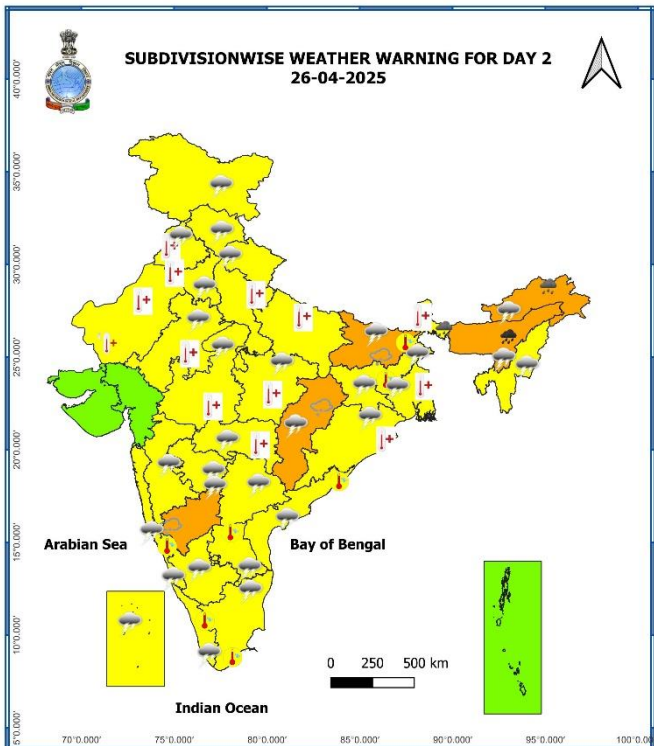 SUBDIVISIONWISE WEATHER WARNING FOR DAY 2
26-04-2025
40°0.000'
35°0.000'
30°0.000'
25°0.000'
20°0.000'
15°0.000'
10°0.000'
5°0.000'
Arabian Sea
Bay of Bengal
0 250 500 km
Indian Ocean
70°0.000' 75°0.000' 80°0.000' 85°0.000' 90°0.000' 95°0.000' 100°0.00